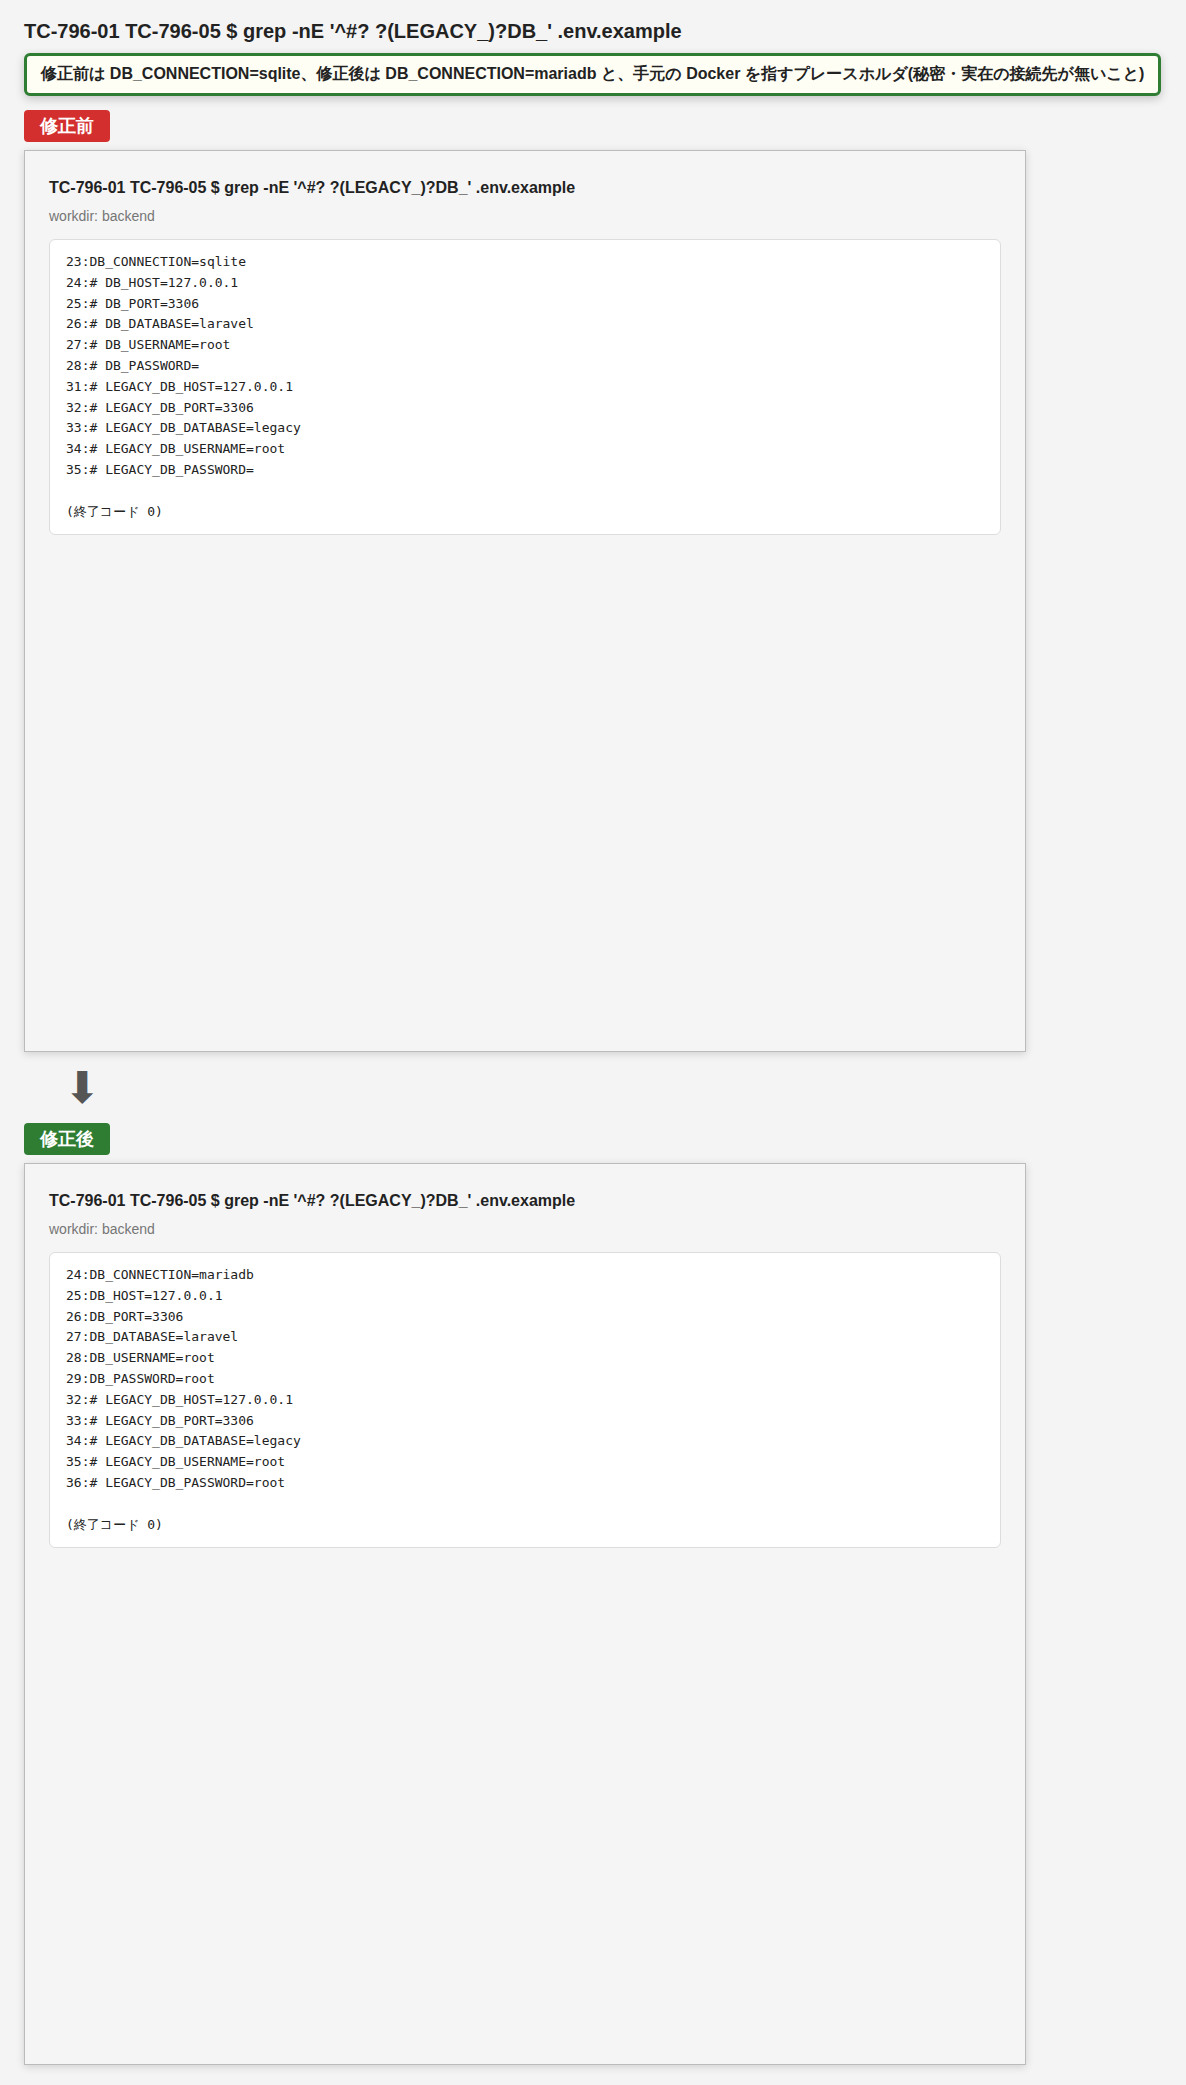 TC-796-01 TC-796-05 $ grep -nE '^#? ?(LEGACY_)?DB_' .env.example
修正前は DB_CONNECTION=sqlite、修正後は DB_CONNECTION=mariadb と、手元の Docker を指すプレースホルダ(秘密・実在の接続先が無いこと)
修正前
TC-796-01 TC-796-05 $ grep -nE '^#? ?(LEGACY_)?DB_' .env.example
workdir: backend
23:DB_CONNECTION=sqlite
24:# DB_HOST=127.0.0.1
25:# DB_PORT=3306
26:# DB_DATABASE=laravel
27:# DB_USERNAME=root
28:# DB_PASSWORD=
31:# LEGACY_DB_HOST=127.0.0.1
32:# LEGACY_DB_PORT=3306
33:# LEGACY_DB_DATABASE=legacy
34:# LEGACY_DB_USERNAME=root
35:# LEGACY_DB_PASSWORD=
(終了コード 0)
修正後
TC-796-01 TC-796-05 $ grep -nE '^#? ?(LEGACY_)?DB_' .env.example
workdir: backend
24:DB_CONNECTION=mariadb
25:DB_HOST=127.0.0.1
26:DB_PORT=3306
27:DB_DATABASE=laravel
28:DB_USERNAME=root
29:DB_PASSWORD=root
32:# LEGACY_DB_HOST=127.0.0.1
33:# LEGACY_DB_PORT=3306
34:# LEGACY_DB_DATABASE=legacy
35:# LEGACY_DB_USERNAME=root
36:# LEGACY_DB_PASSWORD=root
(終了コード 0)